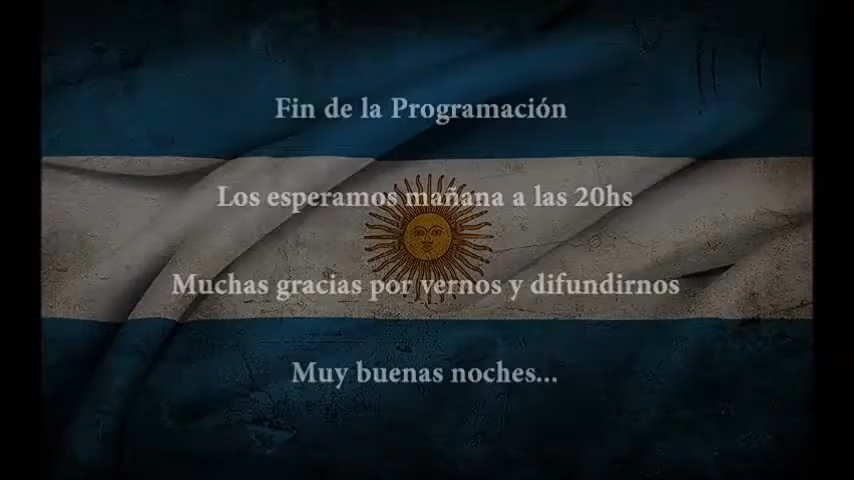 Fin de la Programación
Los esperamos mañana a las 20hs
Muchas gracias por vernos y difundirnos
Muy buenas noches...